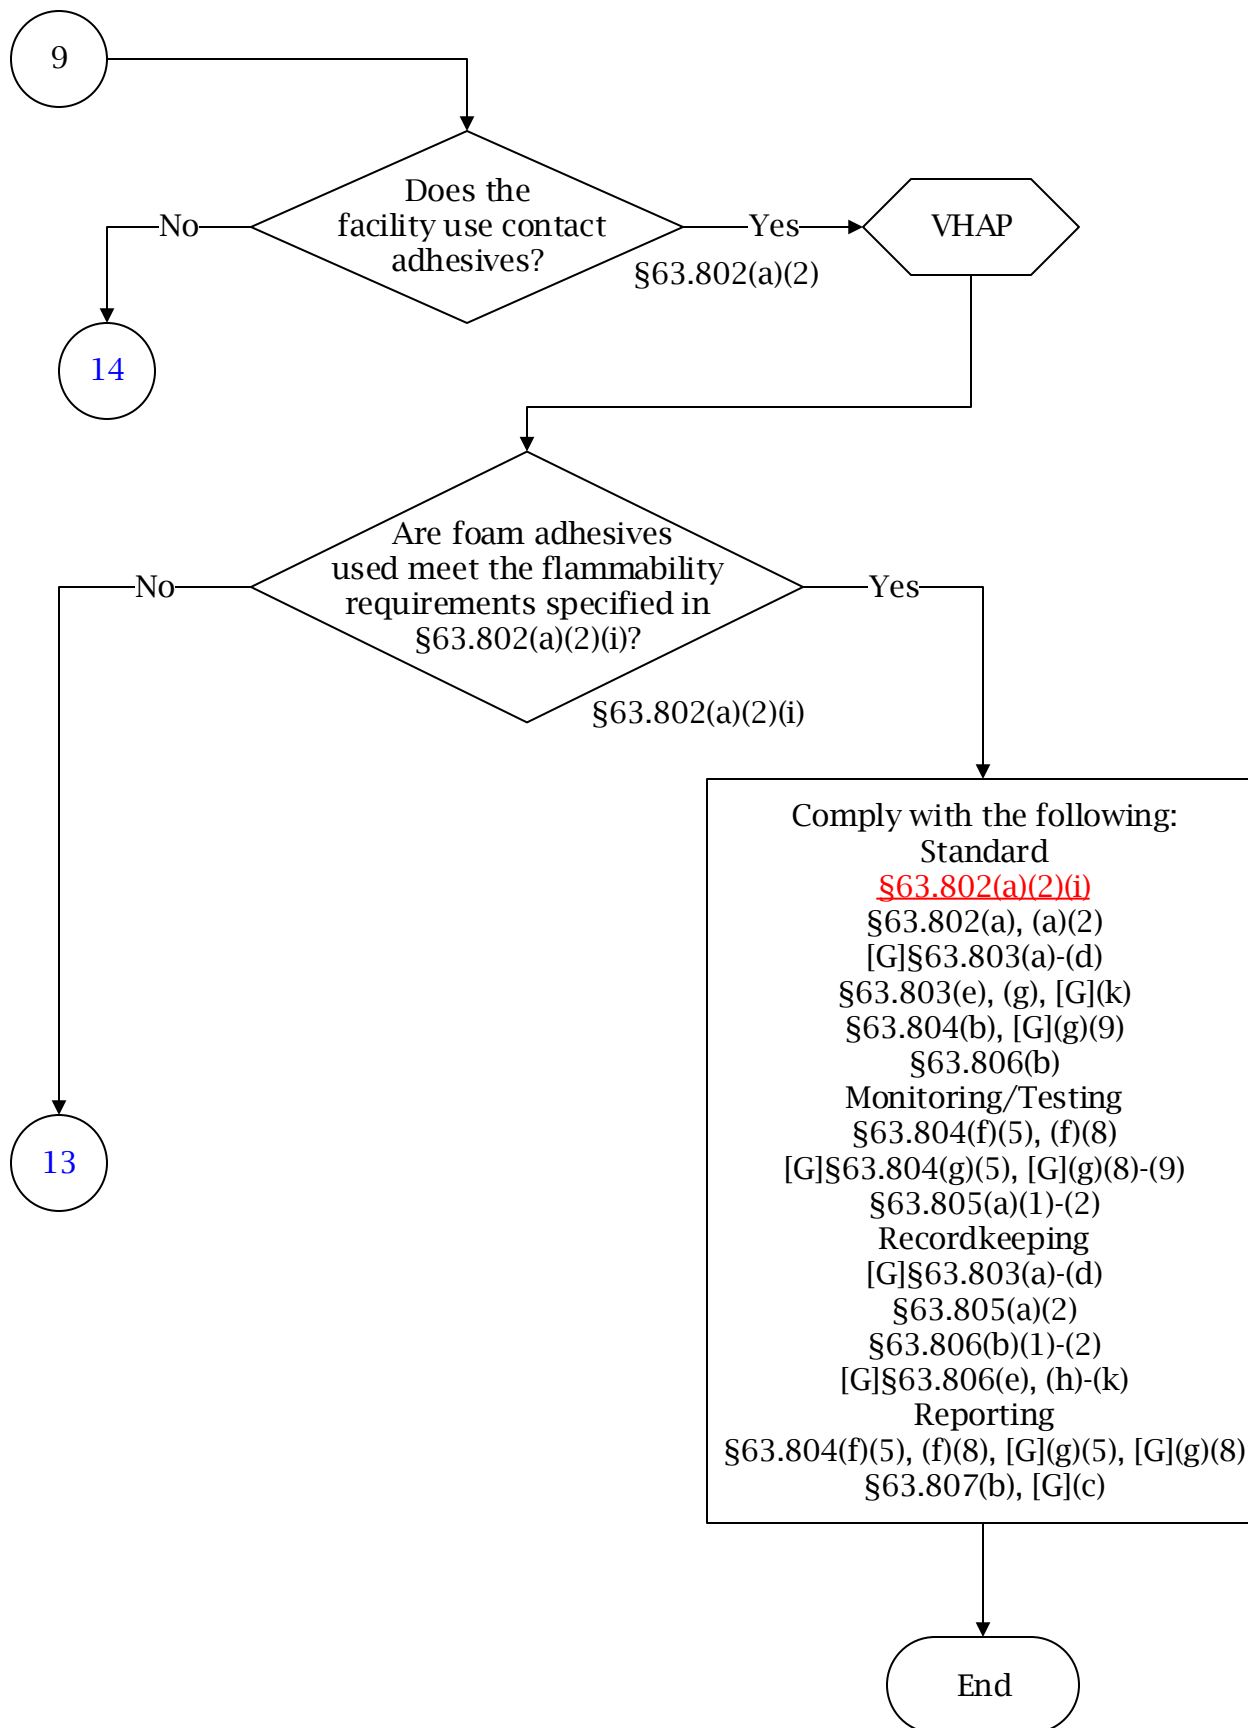 9
Does the
facility use contact
adhesives?
No
Yes
VHAP
§63.802(a)(2)
14
Are foam adhesives
used meet the flammability
requirements specified in
§63.802(a)(2)(i)?
No
Yes
§63.802(a)(2)(i)
Comply with the following:
Standard
§63.802(a)(2)(i)
§63.802(a), (a)(2)
[G]§63.803(a)-(d)
§63.803(e), (g), [G](k)
§63.804(b), [G](g)(9)
§63.806(b)
Monitoring/Testing
§63.804(f)(5), (f)(8)
[G]§63.804(g)(5), [G](g)(8)-(9)
§63.805(a)(1)-(2)
Recordkeeping
[G]§63.803(a)-(d)
§63.805(a)(2)
§63.806(b)(1)-(2)
[G]§63.806(e), (h)-(k)
Reporting
§63.804(f)(5), (f)(8), [G](g)(5), [G](g)(8)
§63.807(b), [G](c)
13
End